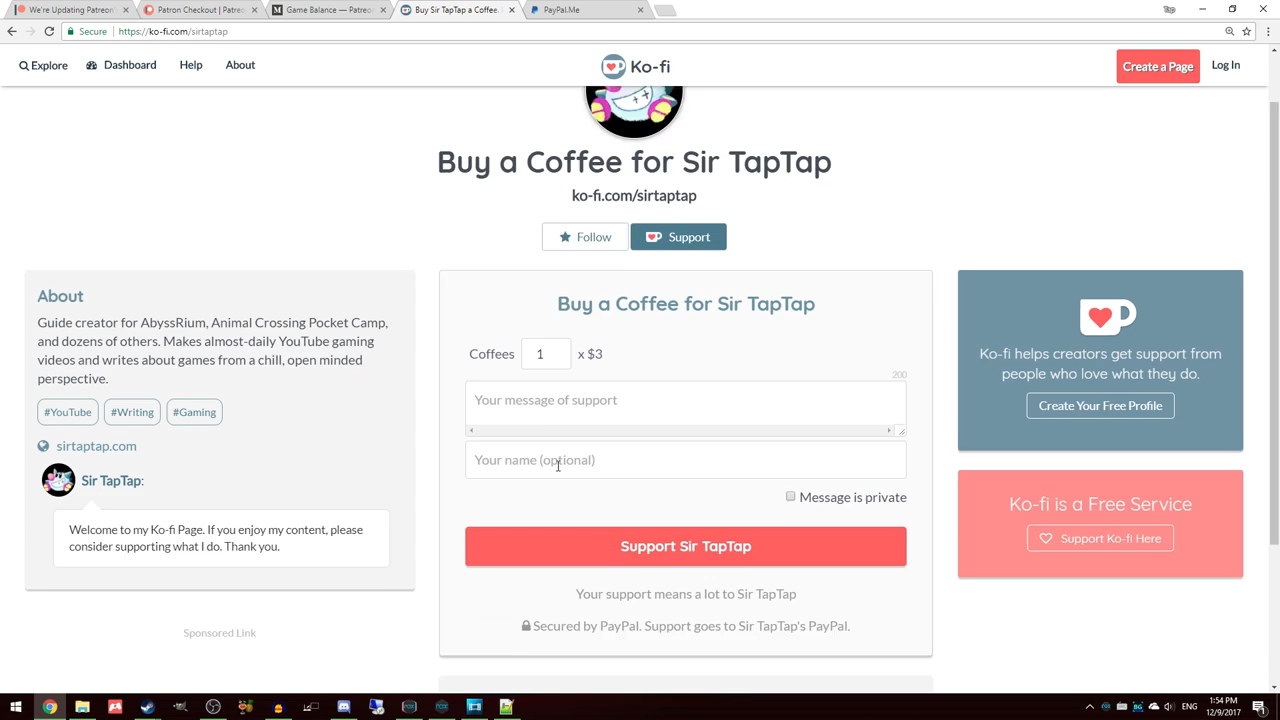 We're Updating Patreon
Patron Checkout | Patreo
Game Balance — Patreo
Buy Sir TapTap a Coffee.
PayPal.Me
Tap
Secure
https://ko-fi.com/sirtaptap
Explore
Dashboard
Help
About
Ko-fi
Create a Page
Log In
Buy a Coffee for Sir TapTap
ko-fi.com/sirtaptap
Follow
Support
About
Guide creator for AbyssRium, Animal Crossing Pocket Camp,
and dozens of others. Makes almost-daily YouTube gaming
videos and writes about games from a chill, open minded
perspective.
#YouTube
#Writing
#Gaming
sirtaptap.com
Sir TapTap:
Welcome to my Ko-fi Page. If you enjoy my content, please
consider supporting what I do. Thank you.
Sponsored Link
Buy a Coffee for Sir TapTap
Coffees 1 x $3
200
Your message of support
Your name (optional)
Message is private
Support Sir TapTap
Your support means a lot to Sir TapTap
Secured by PayPal. Support goes to Sir TapTap's PayPal.
Ko-fi helps creators get support from
people who love what they do.
Create Your Free Profile
Ko-fi is a Free Service
Support Ko-fi Here
ENG
1:54 PM
12/9/2017